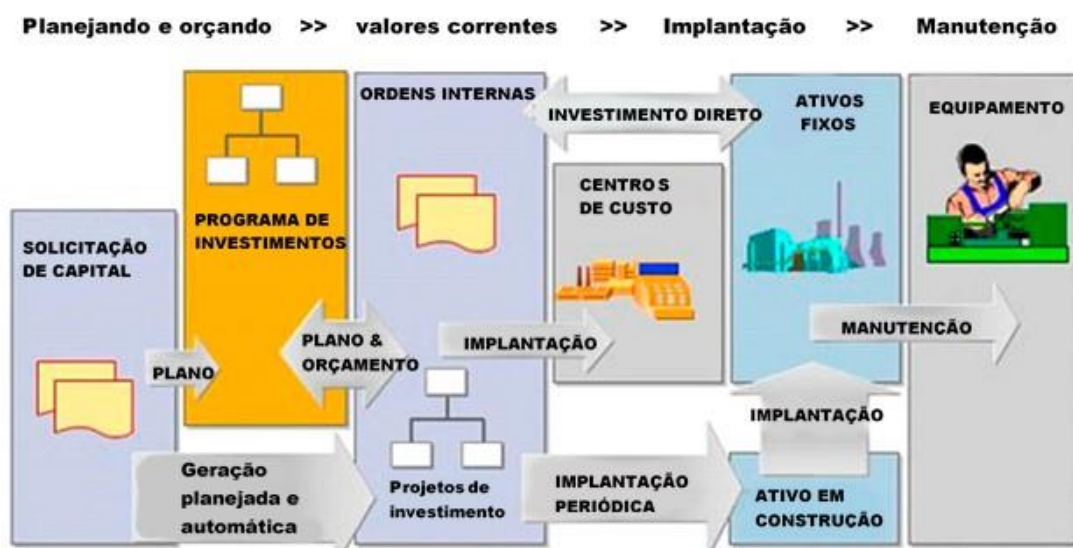 Planejando e orçando >> valores correntes >> Implantação >> Manutenção
SOLICITAÇÃO
DE CAPITAL
PLANO
PROGRAMA DE
INVESTIMENTOS
PLANO &
ORÇAMENTO
Geração
planejada e
automática
ORDENS INTERNAS
IMPLANTAÇÃO
Projetos de
investimento
INVESTIMENTO DIRETO
CENTROS
DE CUSTO
IMPLANTAÇÃO
PERIÓDICA
ATIVOS
FIXOS
IMPLANTAÇÃO
ATIVO EM
CONSTRUÇÃO
MANUTENÇÃO
EQUIPAMENTO